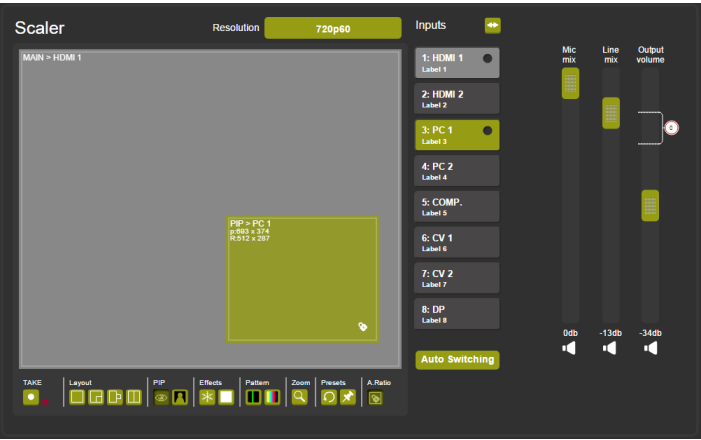 Scaler
Resolution
720p60
Inputs
MAIN > HDMI 1
PIP > PC 1
p:693 x 374
R:512 x 287
1: HDMI 1
Label 1
2: HDMI 2
Label 2
3: PC 1
Label 3
4: PC 2
Label 4
5: COMP.
Label 5
6: CV 1
Label 6
7: CV 2
Label 7
8: DP
Label 8
Auto Switching
Mic
mix
Line
mix
Output
volume
0db
-13db
-34db
TAKE
Layout
PIP
Effects
Pattern
Zoom
Presets
A.Ratio